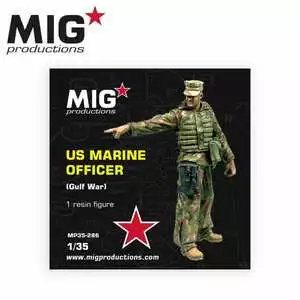 MIG
productions
MIG
productions
US MARINE
OFFICER
(Gulf War)
1 resin figure
MP35-286
1/35
www.migproductions.com